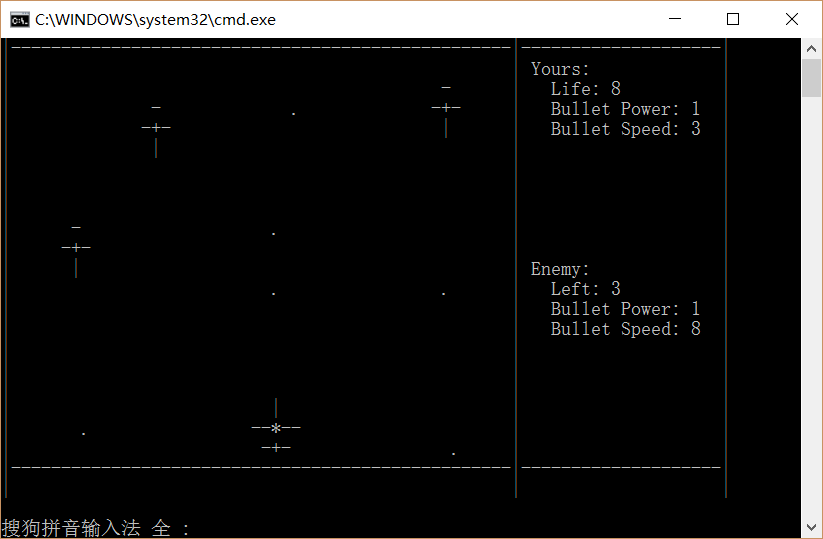 C:\WINDOWS\system32\cmd.exe
Yours:
Life: 8
Bullet Power: 1
Bullet Speed: 3
Enemy:
Left: 3
Bullet Power: 1
Bullet Speed: 8
搜狗拼音输入法 全 :